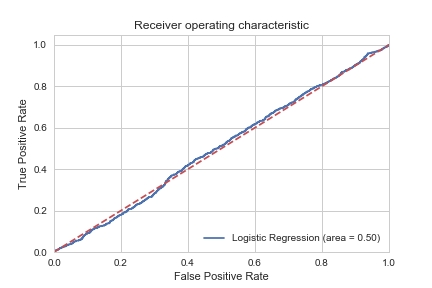 Receiver operating characteristic
1.0
0.8
0.6
0.4
0.2
0.0
True Positive Rate
Logistic Regression (area = 0.50)
0.0 0.2 0.4 0.6 0.8 1.0
False Positive Rate